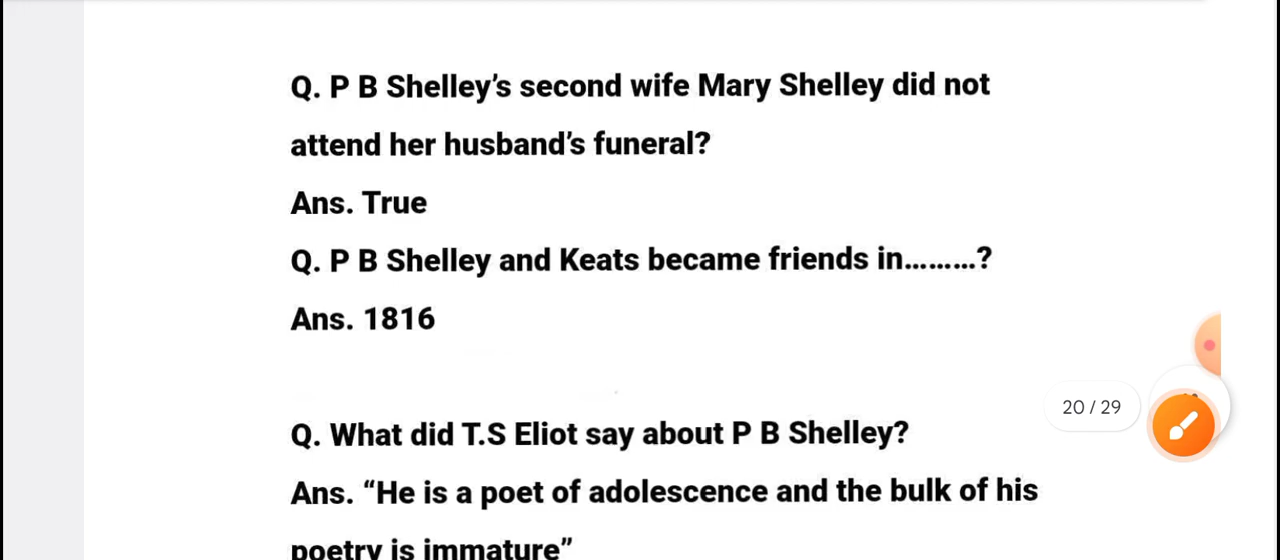 Q. P B Shelley’s second wife Mary Shelley did not
attend her husband’s funeral?
Ans. True
Q. P B Shelley and Keats became friends in.........?
Ans. 1816
20 / 29
Q. What did T.S Eliot say about P B Shelley?
Ans. “He is a poet of adolescence and the bulk of his
poetry is immature”